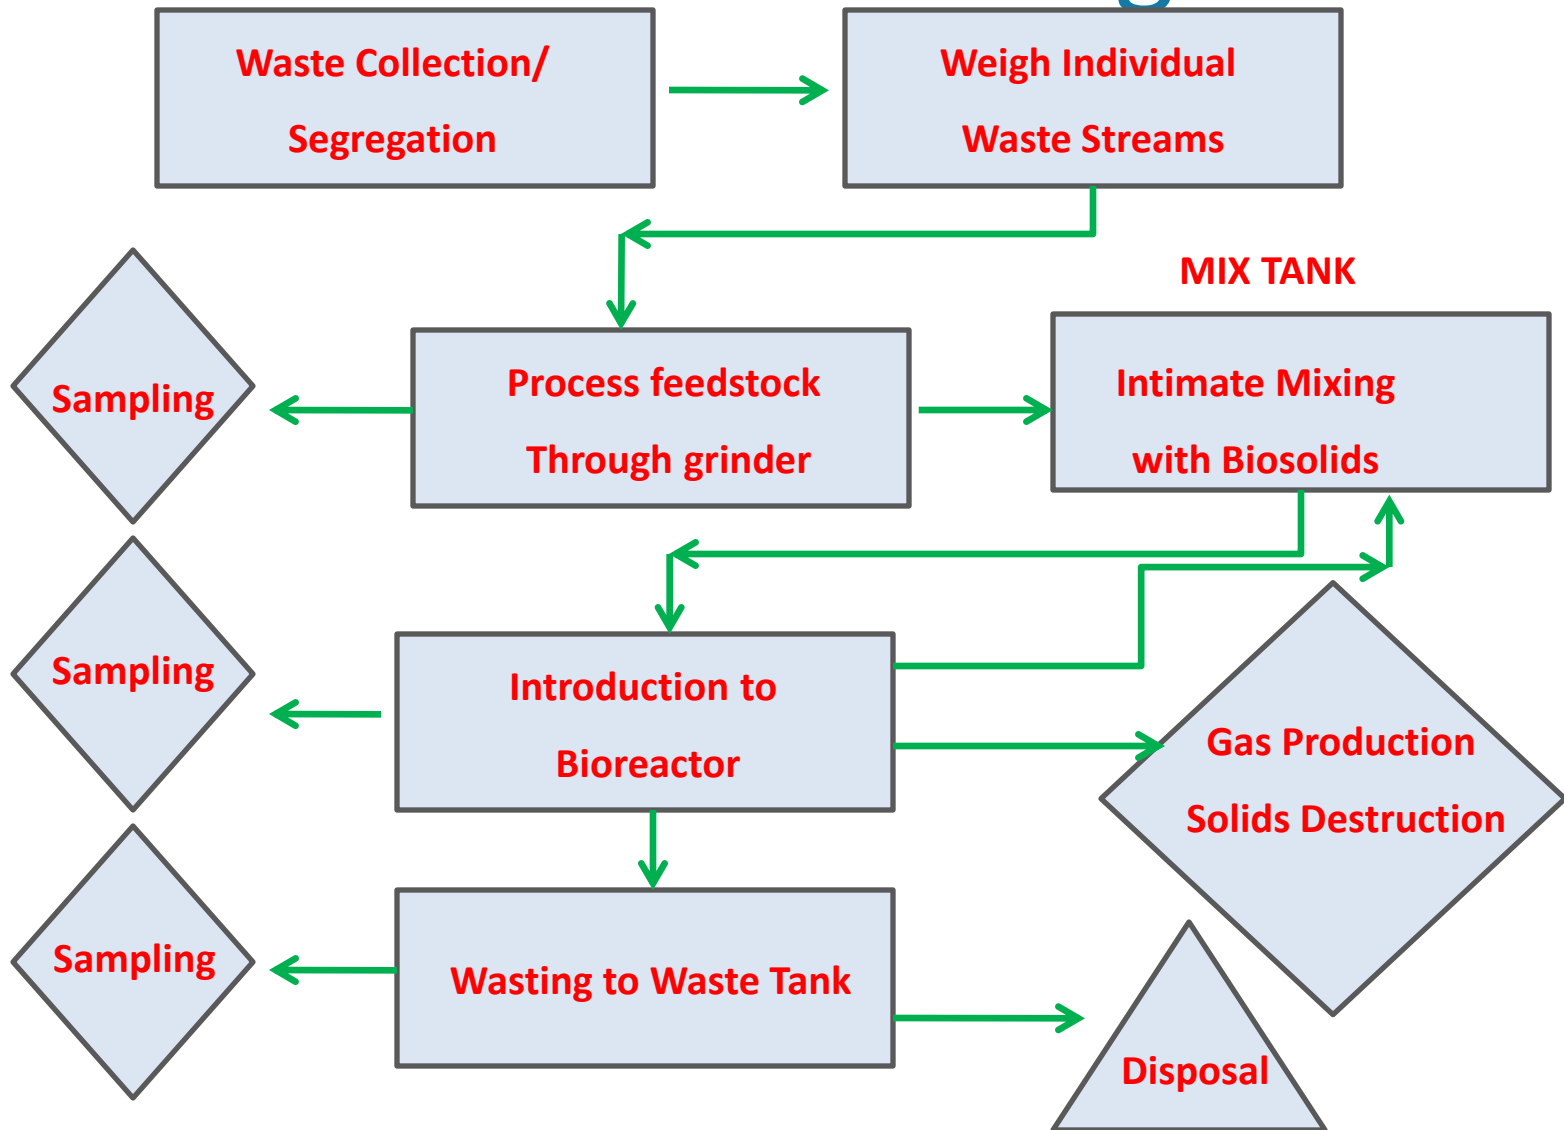 Waste Collection/
Segregation
Weigh Individual
Waste Streams
MIX TANK
Sampling
Process feedstock
Through grinder
Intimate Mixing
with Biosolids
Sampling
Introduction to
Bioreactor
Gas Production
Solids Destruction
Sampling
Wasting to Waste Tank
Disposal